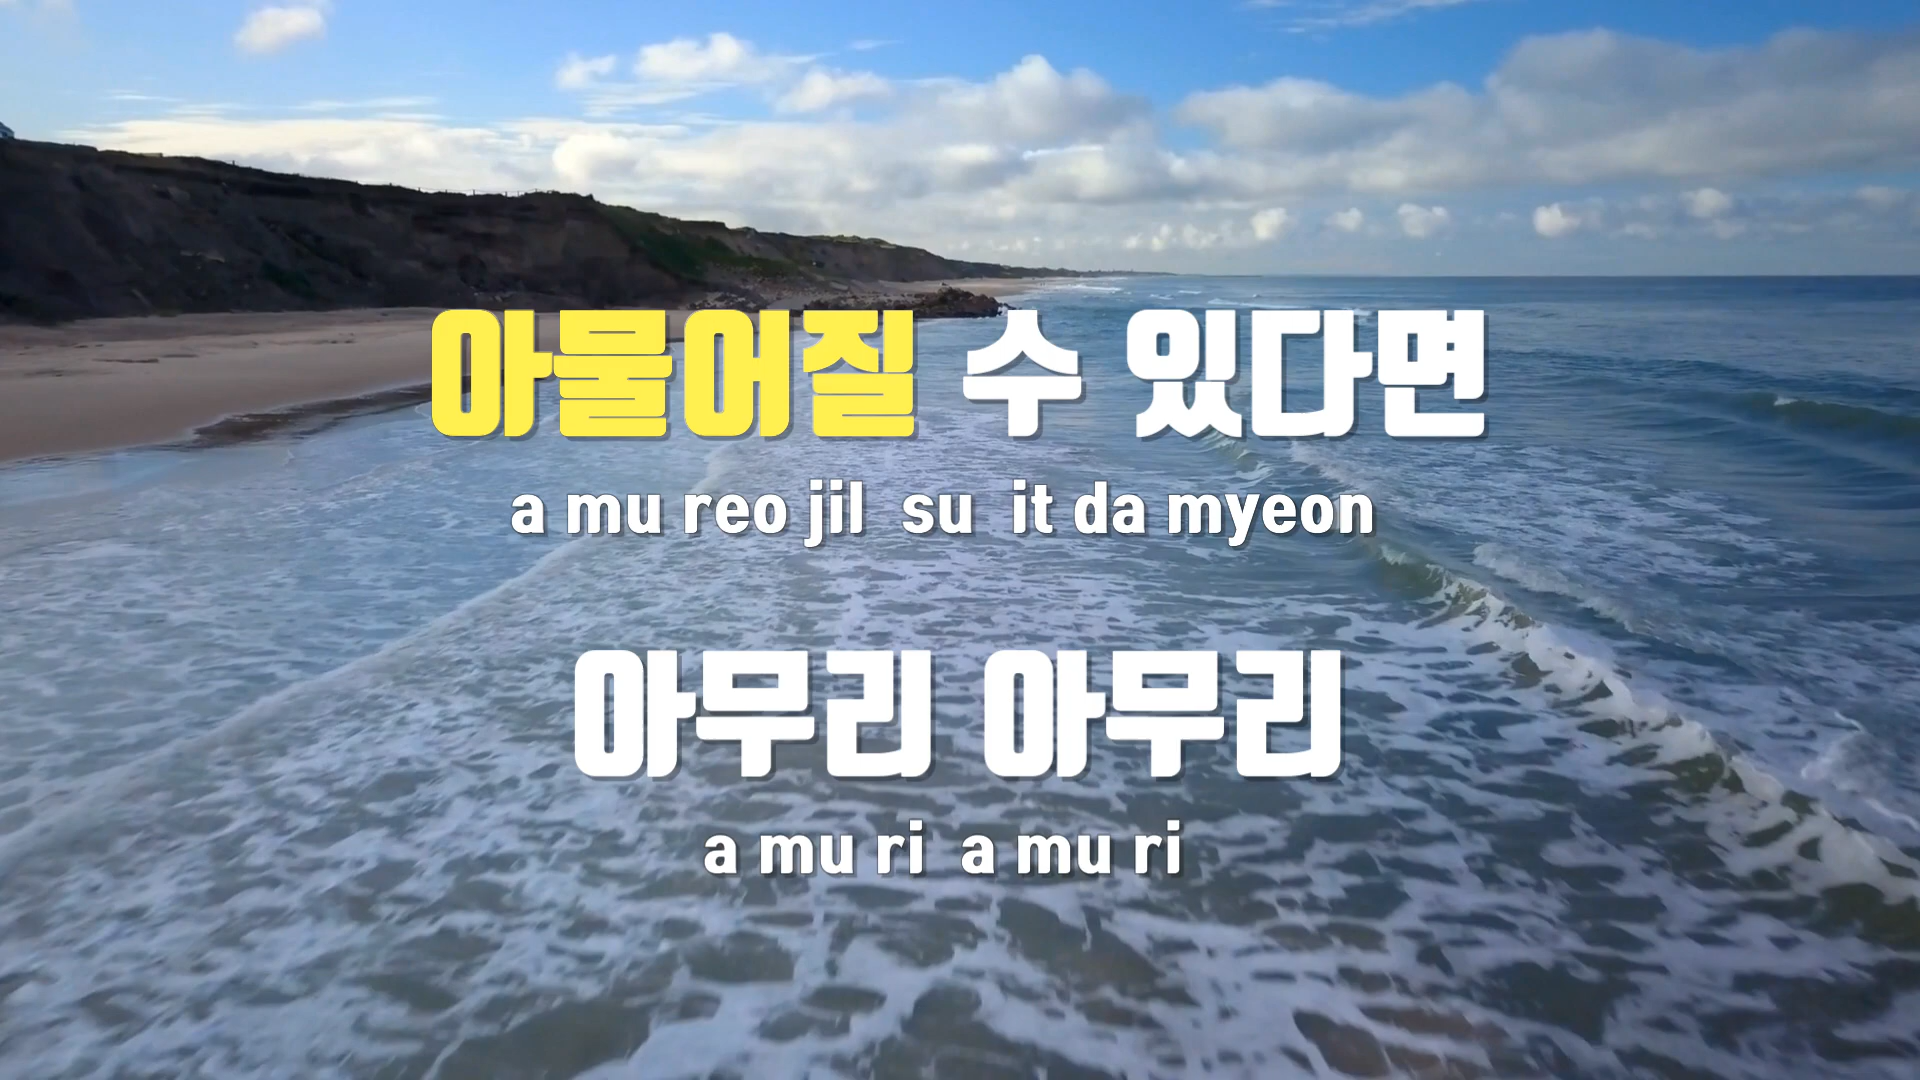 아물어질 수 있다면
a mu reo jil su it da myeon
아무리 아무리
a mu ri a mu ri